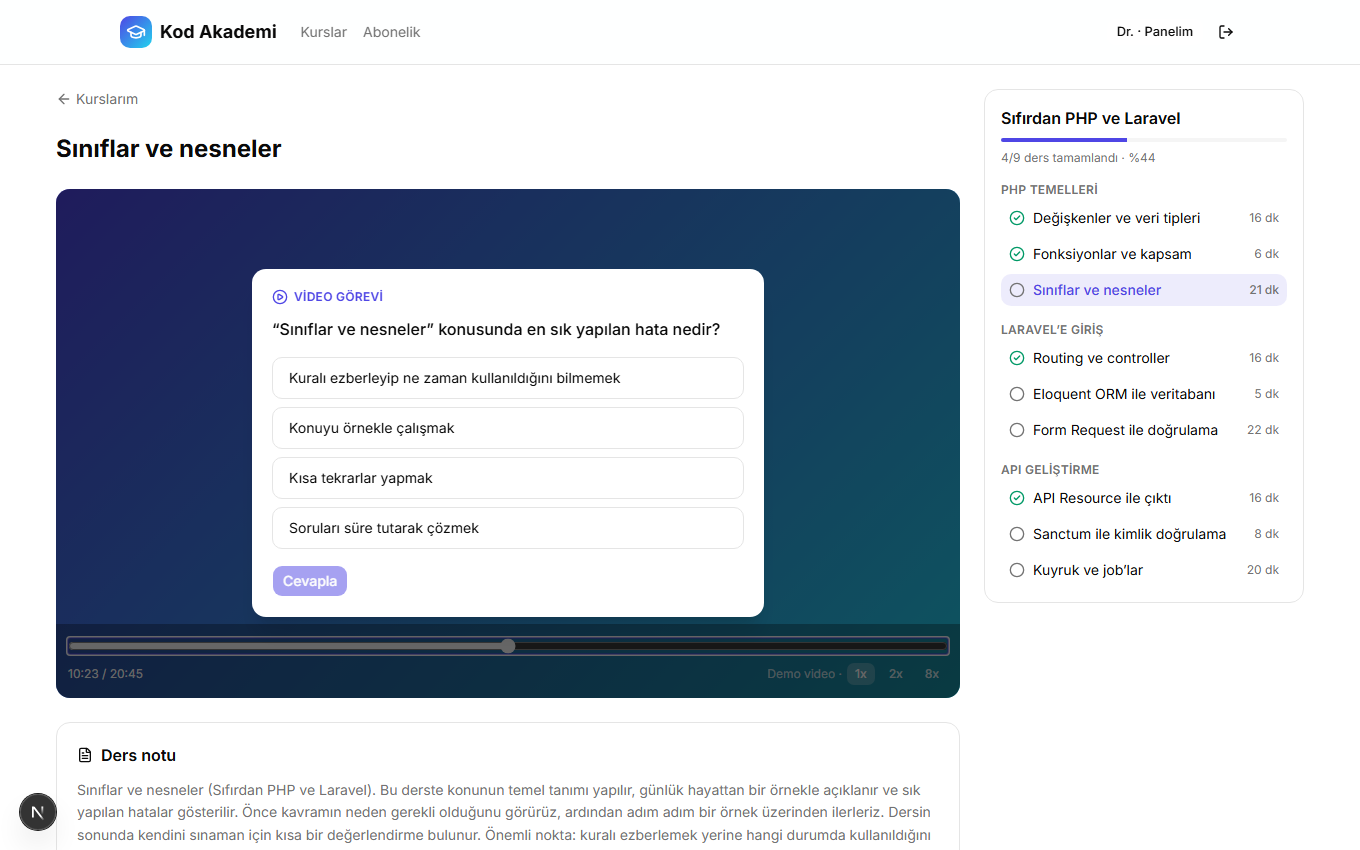 Kod Akademi
Kurslar
Abonelik
Dr. · Panelim
Kurslarım
Sınıflar ve nesneler
VİDEO GÖREVİ
“Sınıflar ve nesneler” konusunda en sık yapılan hata nedir?
Kuralı ezberleyip ne zaman kullanıldığını bilmemek
Konuyu örnekle çalışmak
Kısa tekrarlar yapmak
Soruları süre tutarak çözmek
Cevapla
10:23 / 20:45
Demo video · 1x 2x 8x
Ders notu
Sınıflar ve nesneler (Sıfırdan PHP ve Laravel). Bu derste konunun temel tanımı yapılır, günlük hayattan bir örnekle açıklanır ve sık
yapılan hatalar gösterilir. Önce kavramın neden gerekli olduğunu görürüz, ardından adım adım bir örnek üzerinden ilerleriz. Dersin
sonunda kendini sınaman için kısa bir değerlendirme bulunur. Önemli nokta: kuralı ezberlemek yerine hangi durumda kullanıldığını
N
Sıfırdan PHP ve Laravel
4/9 ders tamamlandı · %44
PHP TEMELLERİ
Değişkenler ve veri tipleri 16 dk
Fonksiyonlar ve kapsam 6 dk
Sınıflar ve nesneler 21 dk
LARAVEL’E GİRİŞ
Routing ve controller 16 dk
Eloquent ORM ile veritabanı 5 dk
Form Request ile doğrulama 22 dk
API GELİŞTİRME
API Resource ile çıktı 16 dk
Sanctum ile kimlik doğrulama 8 dk
Kuyruk ve job’lar 20 dk